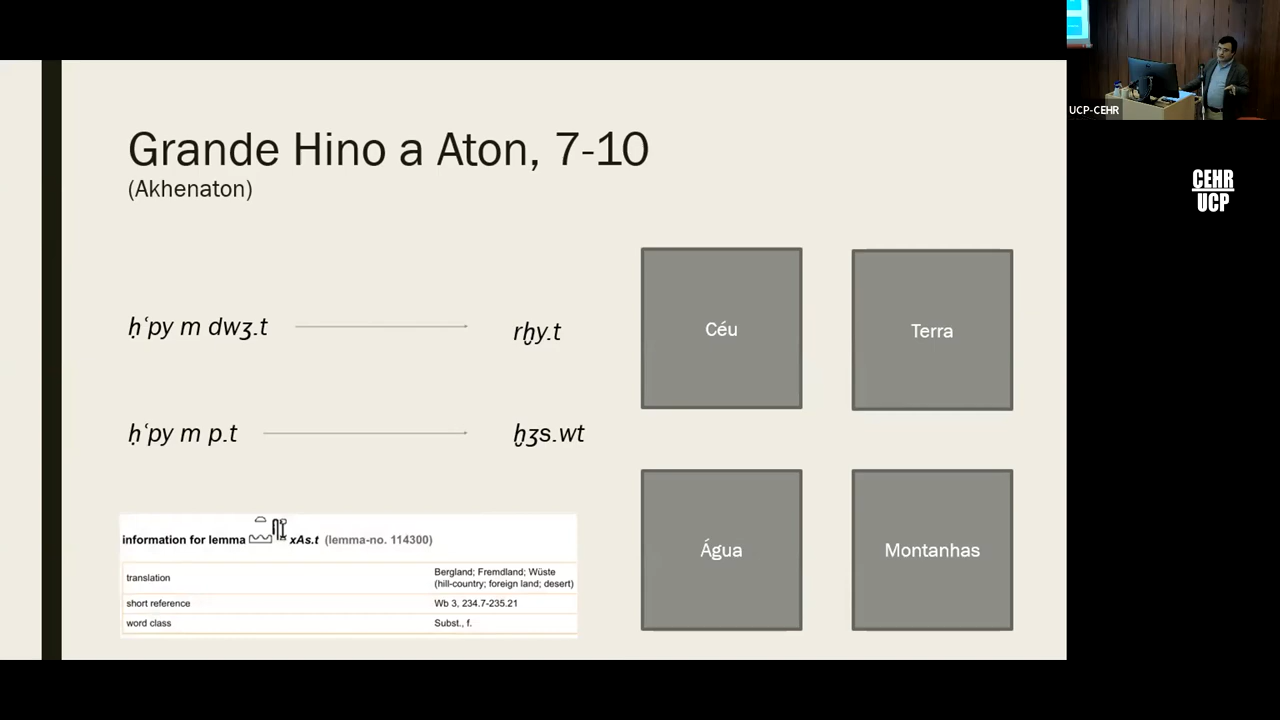 Grande Hino a Aton, 7-10
(Akhenaton)
ḥʿpy m dwꜣ.t
rḫy.t
ḥʿpy m p.t
ḫꜣs.wt
Céu
Terra
Água
Montanhas
information for lemma xAs.t (lemma-no. 114300)
translation
Bergland; Fremdland; Wüste
(hill-country; foreign land; desert)
short reference
Wb 3, 234.7-235.21
word class
Subst., f.
UCP-CEHR
CEHR
UCP